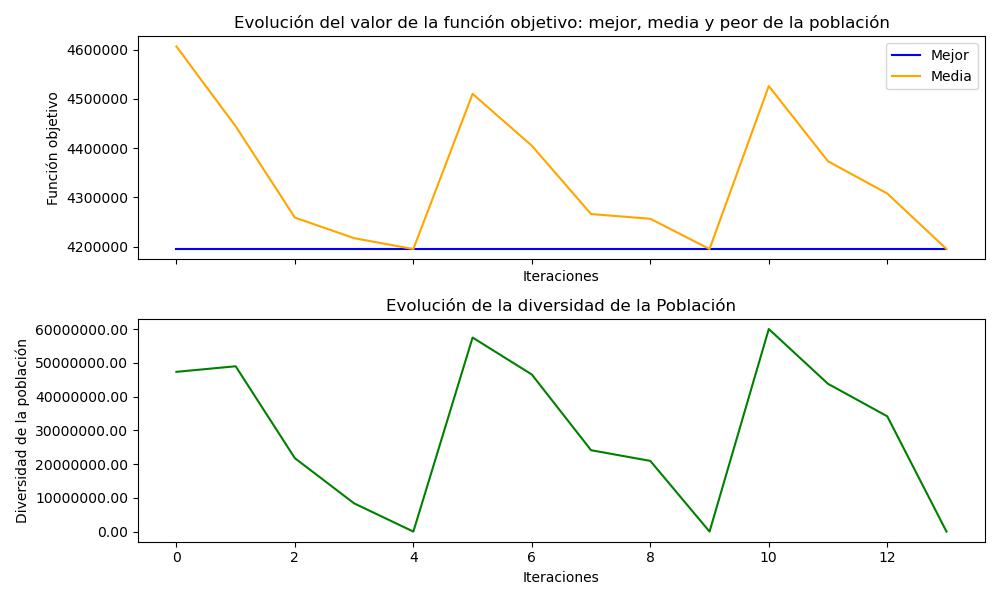 Evolución del valor de la función objetivo: mejor, media y peor de la población
Función objetivo
4600000
4500000
4400000
4300000
4200000
Mejor
Media
Iteraciones
Evolución de la diversidad de la Población
Diversidad de la población
60000000.00
50000000.00
40000000.00
30000000.00
20000000.00
10000000.00
0.00
0 2 4 6 8 10 12
Iteraciones